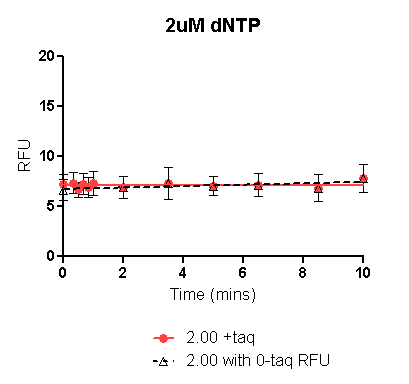 2uM dNTP
20
15
10
5
0
RFU
0 2 4 6 8 10
Time (mins)
2.00 +taq
2.00 with 0-taq RFU